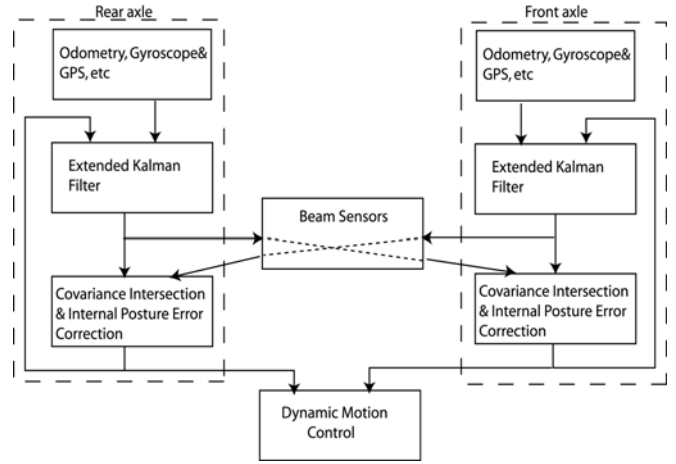 Rear axle
Front axle
Odometry, Gyroscope&
GPS, etc
Odometry, Gyroscope&
GPS, etc
Extended Kalman
Filter
Extended Kalman
Filter
Beam Sensors
Covariance Intersection
& Internal Posture Error
Correction
Covariance Intersection
& Internal Posture Error
Correction
Dynamic Motion
Control